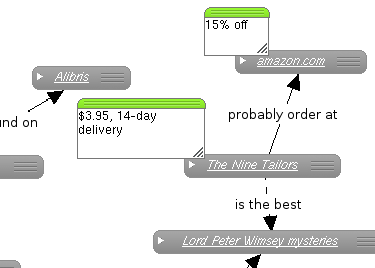 15% off
amazon.com
Alibris
nd on
$3.95, 14-day
delivery
probably order at
The Nine Tailors
is the best
Lord Peter Wimsey mysteries